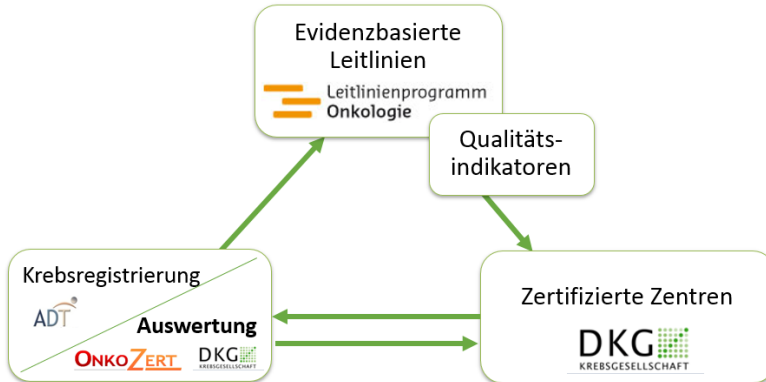 Evidenzbasierte
Leitlinien
Leitlinienprogramm
Onkologie
Qualitäts-
indikatoren
Krebsregistrierung
ADT
Auswertung
ONKOZERT
DKG
KREBSGESELLSCHAFT
Zertifizierte Zentren
DKG
KREBSGESELLSCHAFT